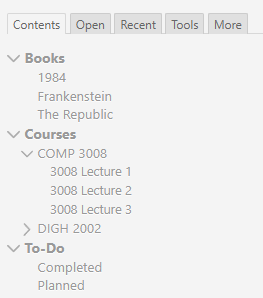 Contents Open Recent Tools More
Books
1984
Frankenstein
The Republic
Courses
COMP 3008
3008 Lecture 1
3008 Lecture 2
3008 Lecture 3
DIGH 2002
To-Do
Completed
Planned